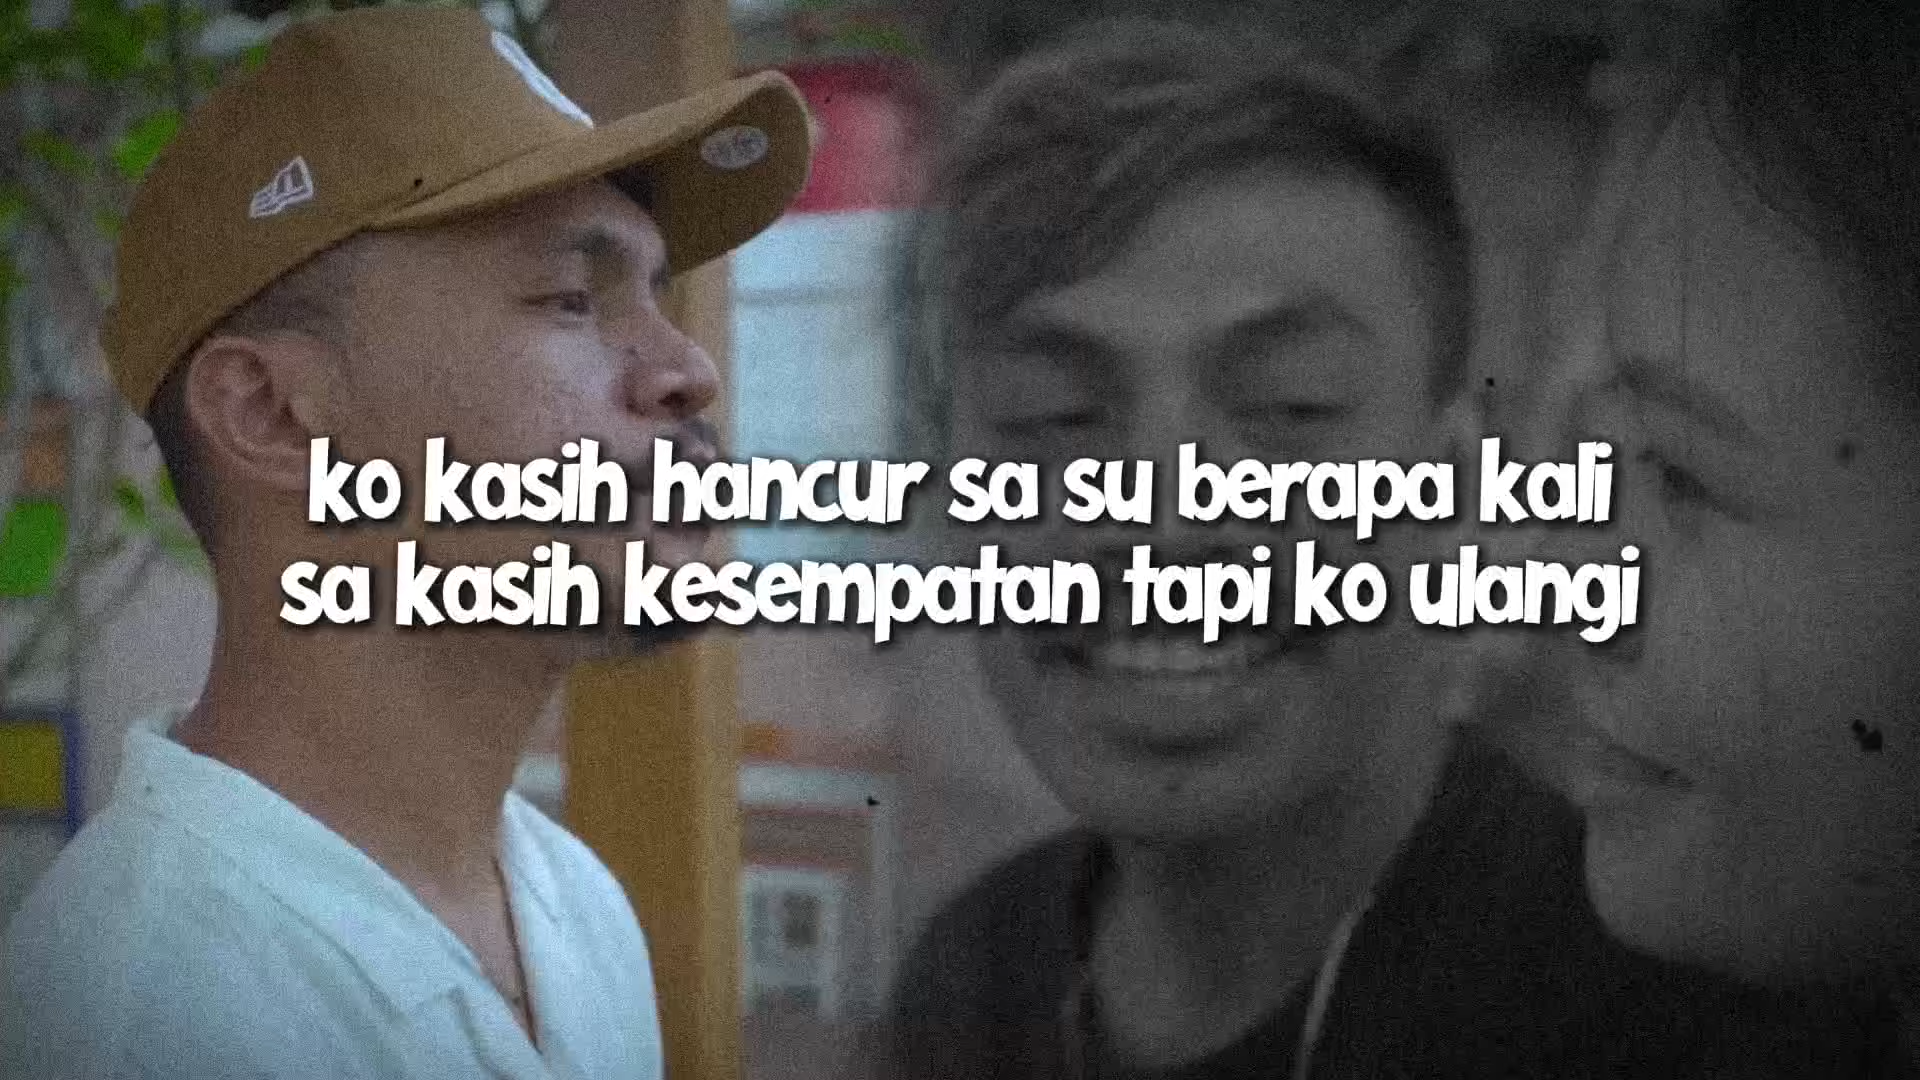 ko kasih hancur sa su berapa kali
sa kasih kesempatan tapi ko ulangi